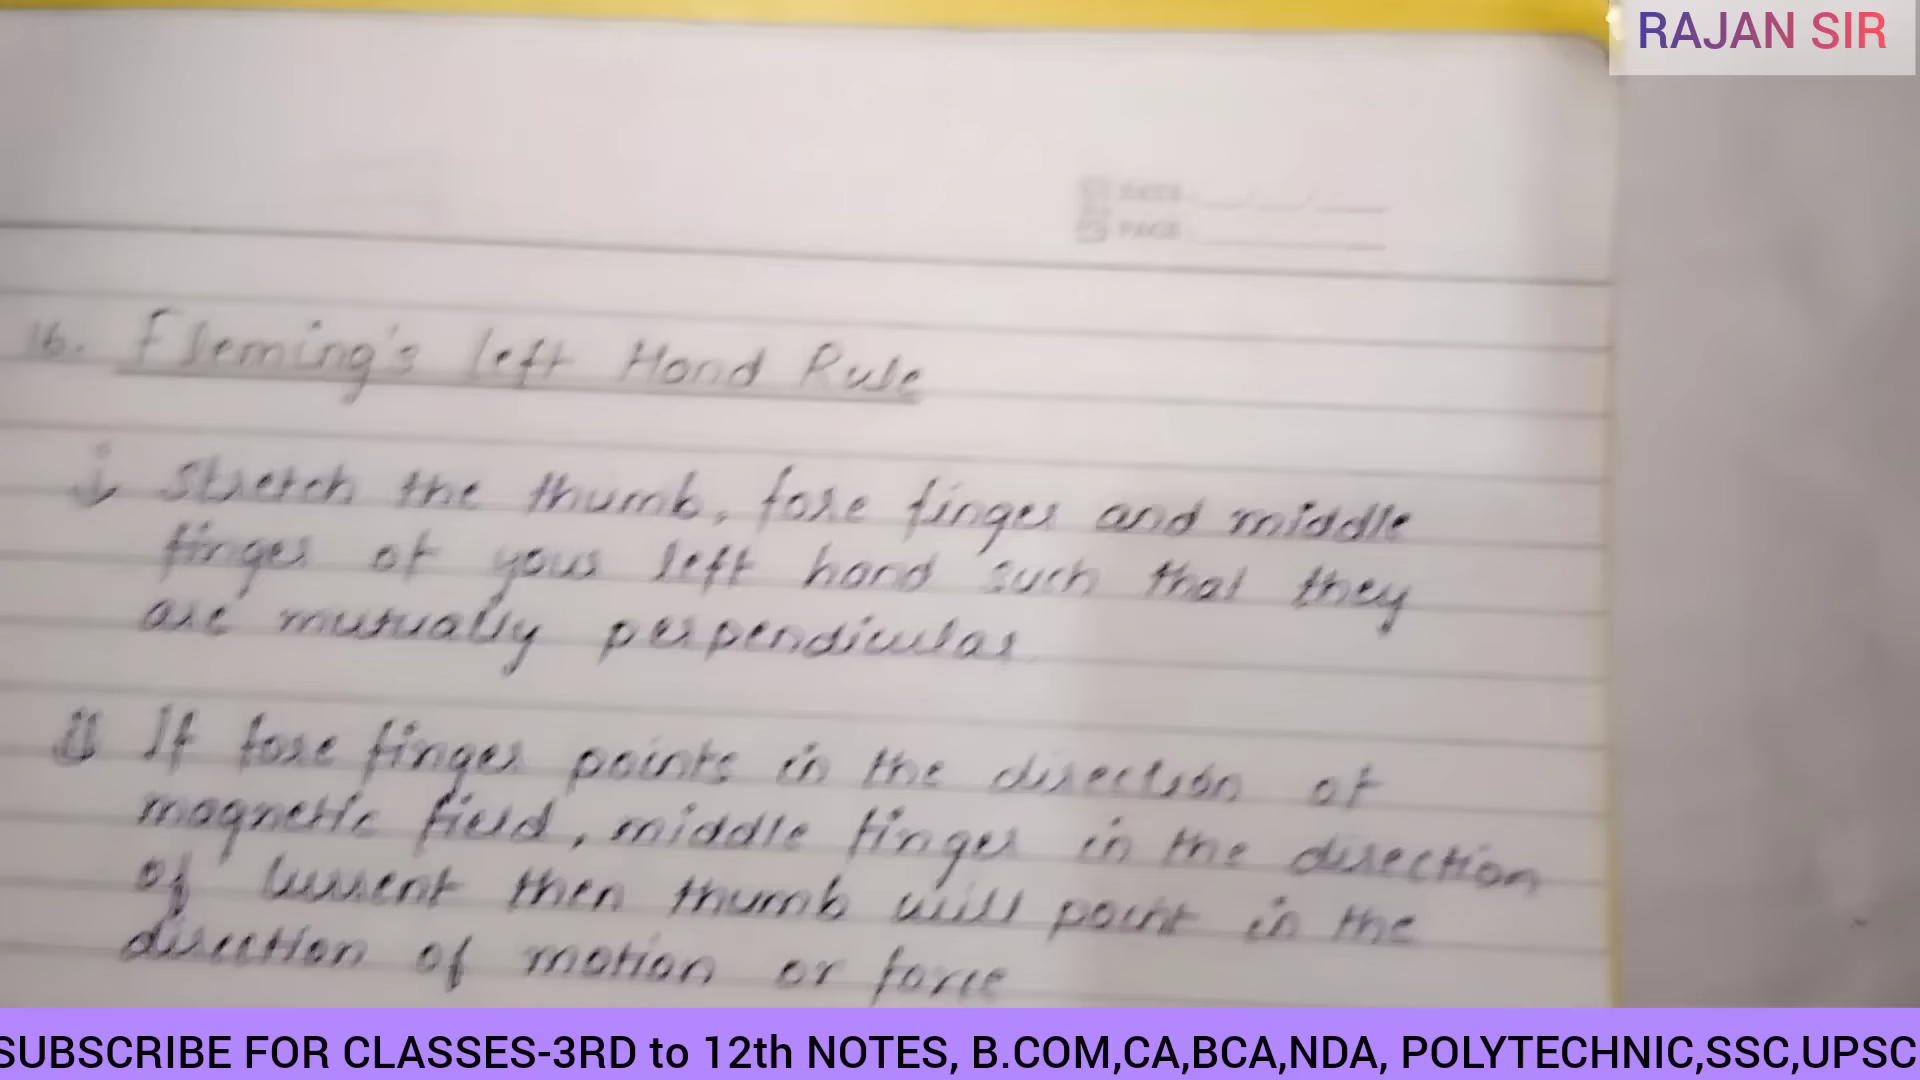 RAJAN SIR
DATE
PAGE
16. Fleming's left Hand Rule
i Stretch the thumb, fore finger and middle
finger of your left hand such that they
are mutually perpendicular
ii If fore finger points in the direction of
magnetic field, middle finger in the direction
of current then thumb will point in the
direction of motion or force
SUBSCRIBE FOR CLASSES-3RD to 12th NOTES, B.COM,CA,BCA,NDA, POLYTECHNIC,SSC,UPSC